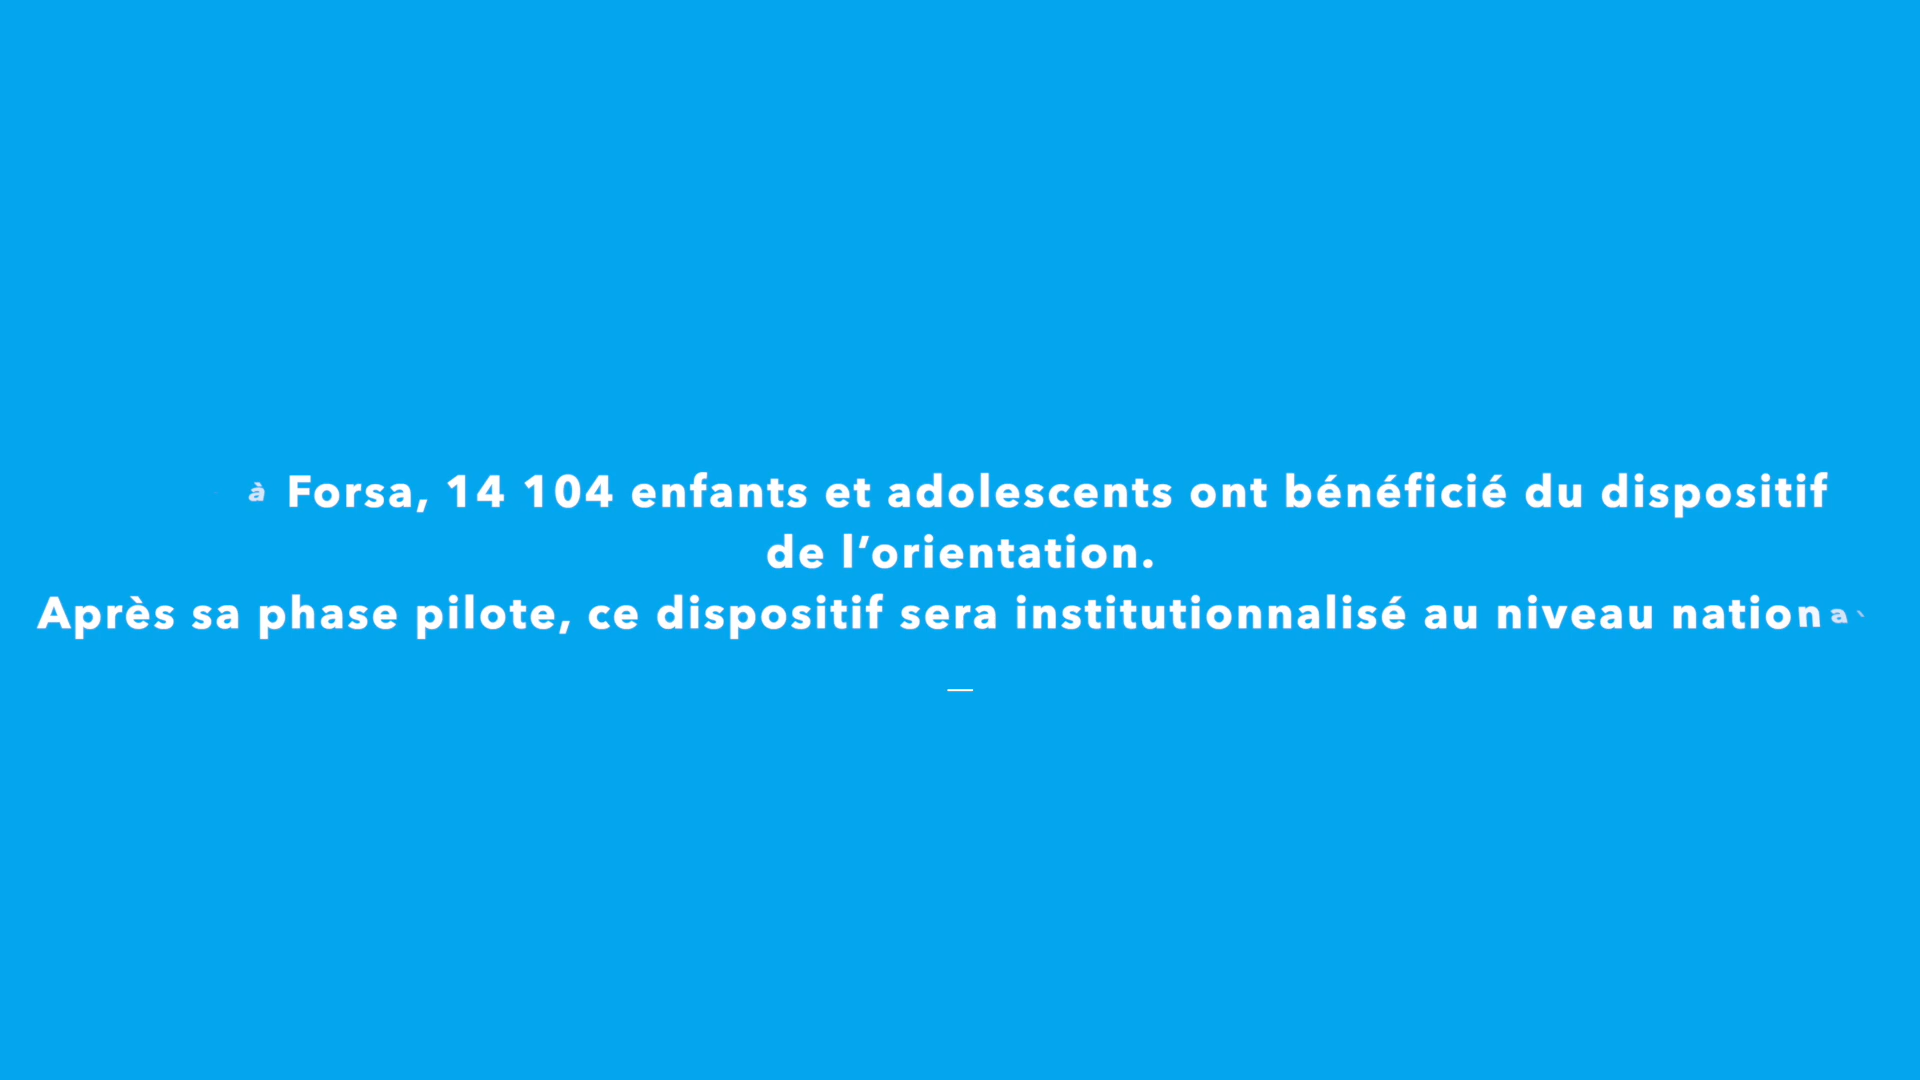 à Forsa, 14 104 enfants et adolescents ont bénéficié du dispositif
de l’orientation.
Après sa phase pilote, ce dispositif sera institutionnalisé au niveau nationa